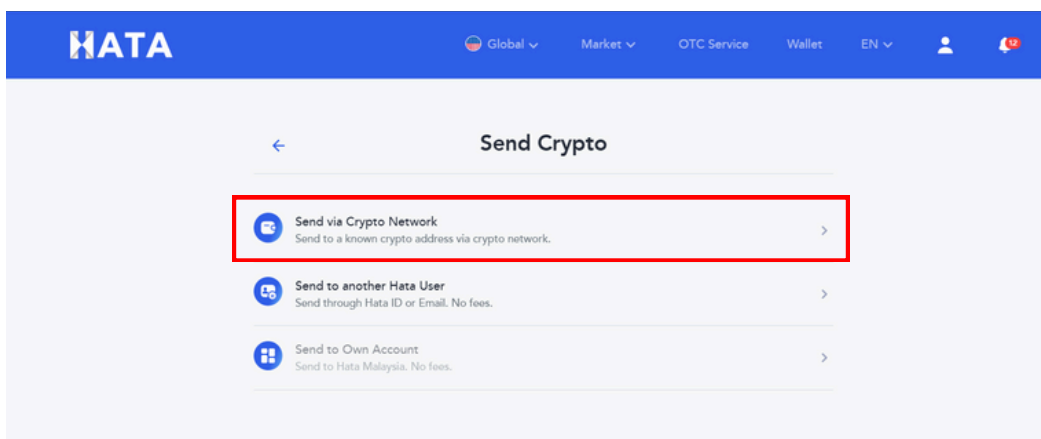 HATA
Global
Market
OTC Service
Wallet
EN
12
Send Crypto
Send via Crypto Network
Send to a known crypto address via crypto network.
Send to another Hata User
Send through Hata ID or Email. No fees.
Send to Own Account
Send to Hata Malaysia. No fees.